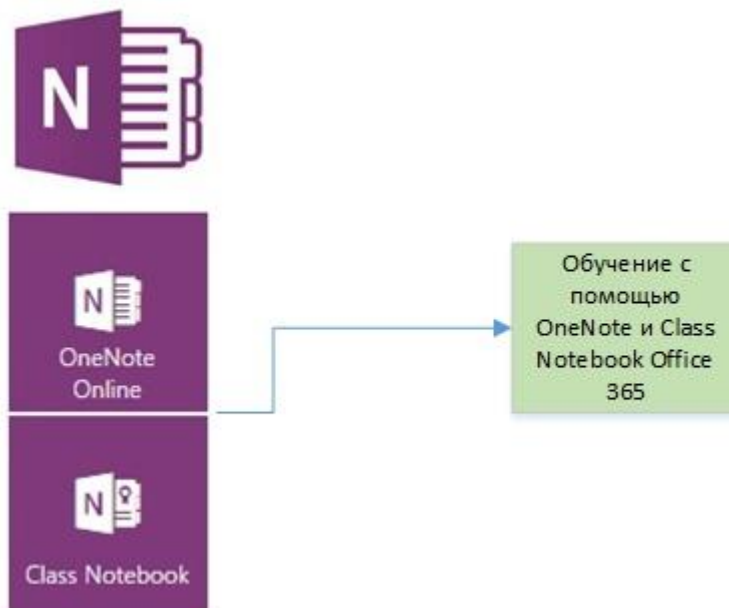 N
N
OneNote
Online
N
Class Notebook
Обучение с
помощью
OneNote и Class
Notebook Office
365